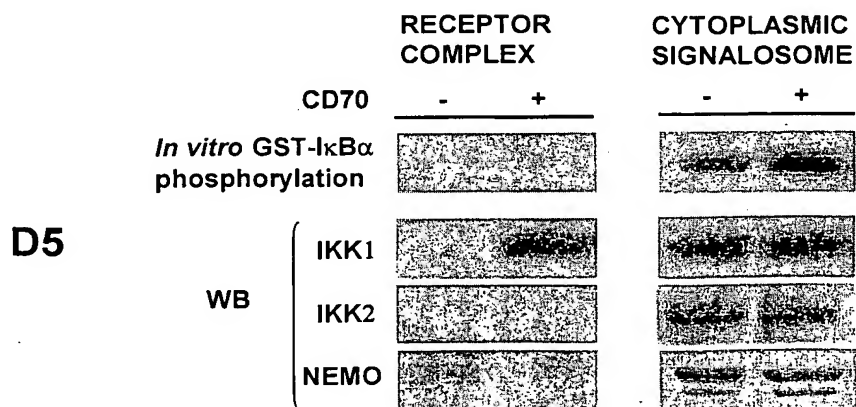 RECEPTOR COMPLEX
CYTOPLASMIC SIGNALOSOME
CD70 - + - +
In vitro GST-IκBα phosphorylation
D5
WB
IKK1
IKK2
NEMO